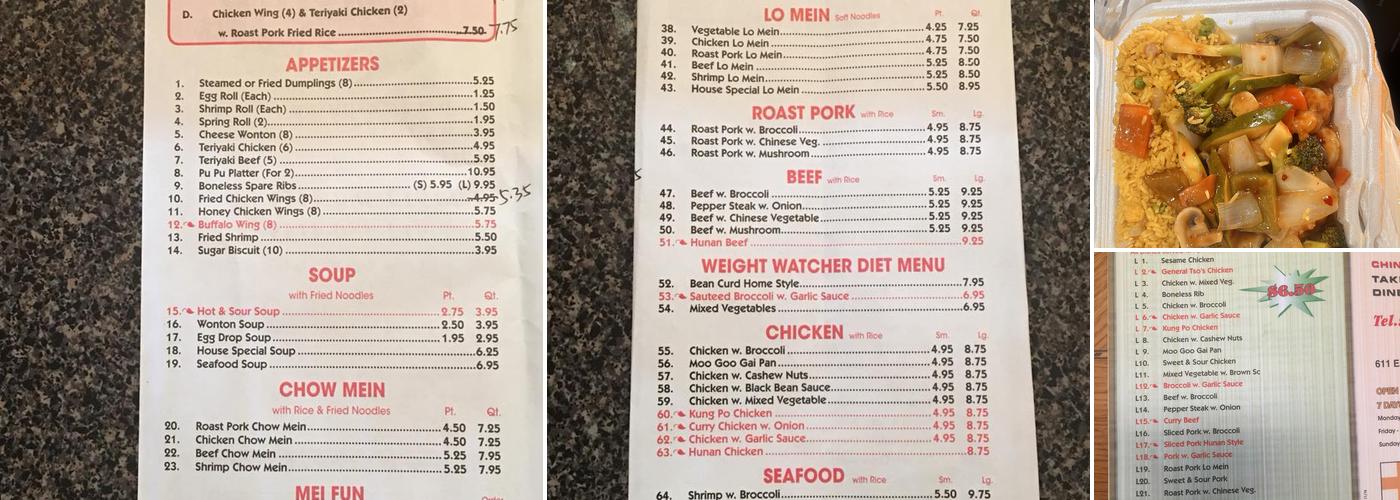 D. Chicken Wing (4) & Teriyaki Chicken (2)
w. Roast Pork Fried Rice 7.50 7.75
APPETIZERS
1. Steamed or Fried Dumplings (8) 5.25
2. Egg Roll (Each) 1.25
3. Shrimp Roll (Each) 1.50
4. Spring Roll (2) 1.95
5. Cheese Wonton (8) 3.95
6. Teriyaki Chicken (6) 4.95
7. Teriyaki Beef (5) 5.95
8. Pu Pu Platter (For 2) 10.95
9. Boneless Spare Ribs (S) 5.95 (L) 9.95
10. Fried Chicken Wings (8) 4.95 5.35
11. Honey Chicken Wings (8) 5.75
12. Buffalo Wing (8) 5.75
13. Fried Shrimp 5.50
14. Sugar Biscuit (10) 3.95
SOUP
with Fried Noodles Pt. Qt.
15. Hot & Sour Soup 2.75 3.95
16. Wonton Soup 2.50 3.95
17. Egg Drop Soup 1.95 2.95
18. House Special Soup 6.25
19. Seafood Soup 6.95
CHOW MEIN
with Rice & Fried Noodles Pt. Qt.
20. Roast Pork Chow Mein 4.50 7.25
21. Chicken Chow Mein 4.50 7.25
22. Beef Chow Mein 5.25 7.95
23. Shrimp Chow Mein 5.25 7.95
MEI FUN
LO MEIN Soft Noodles Pt. Qt.
38. Vegetable Lo Mein 4.25 7.25
39. Chicken Lo Mein 4.75 7.50
40. Roast Pork Lo Mein 4.75 7.50
41. Beef Lo Mein 5.25 8.50
42. Shrimp Lo Mein 5.25 8.50
43. House Special Lo Mein 5.50 8.95
ROAST PORK with Rice Sm. Lg.
44. Roast Pork w. Broccoli 4.95 8.75
45. Roast Pork w. Chinese Veg. 4.95 8.75
46. Roast Pork w. Mushroom 4.95 8.75
BEEF with Rice Sm. Lg.
47. Beef w. Broccoli 5.25 9.25
48. Pepper Steak w. Onion 5.25 9.25
49. Beef w. Chinese Vegetable 5.25 9.25
50. Beef w. Mushroom 5.25 9.25
51. Hunan Beef 9.25
WEIGHT WATCHER DIET MENU
52. Bean Curd Home Style 7.95
53. Sauteed Broccoli w. Garlic Sauce 6.95
54. Mixed Vegetables 6.95
CHICKEN with Rice Sm. Lg.
55. Chicken w. Broccoli 4.95 8.75
56. Moo Goo Gai Pan 4.95 8.75
57. Chicken w. Cashew Nuts 4.95 8.75
58. Chicken w. Black Bean Sauce 4.95 8.75
59. Chicken w. Mixed Vegetable 4.95 8.75
60. Kung Po Chicken 4.95 8.75
61. Curry Chicken w. Onion 4.95 8.75
62. Chicken w. Garlic Sauce 4.95 8.75
63. Hunan Chicken 8.75
SEAFOOD with Rice Sm. Lg.
64. Shrimp w. Broccoli 5.50 9.75
L 1. Sesame Chicken
L 2. General Tso's Chicken
L 3. Chicken w. Mixed Veg.
L 4. Boneless Rib
L 5. Chicken w. Broccoli
L 6. Chicken w. Garlic Sauce
L 7. Kung Po Chicken
L 8. Chicken w. Cashew Nuts
L 9. Moo Goo Gai Pan
L10. Sweet & Sour Chicken
L11. Mixed Vegetable w. Brown Sc
L12. Broccoli w. Garlic Sauce
L13. Beef w. Broccoli
L14. Pepper Steak w. Onion
L15. Curry Beef
L16. Sliced Pork w. Broccoli
L17. Sliced Pork Hunan Style
L18. Pork w. Garlic Sauce
L19. Roast Pork Lo Mein
L20. Sweet & Sour Pork
L21. Roast Pork w. Chinese Veg.
$6.50
CHIN
TAK
DIN
Tel.
611 E
OPEN
7 DAY
Monday
Friday -
Sunday